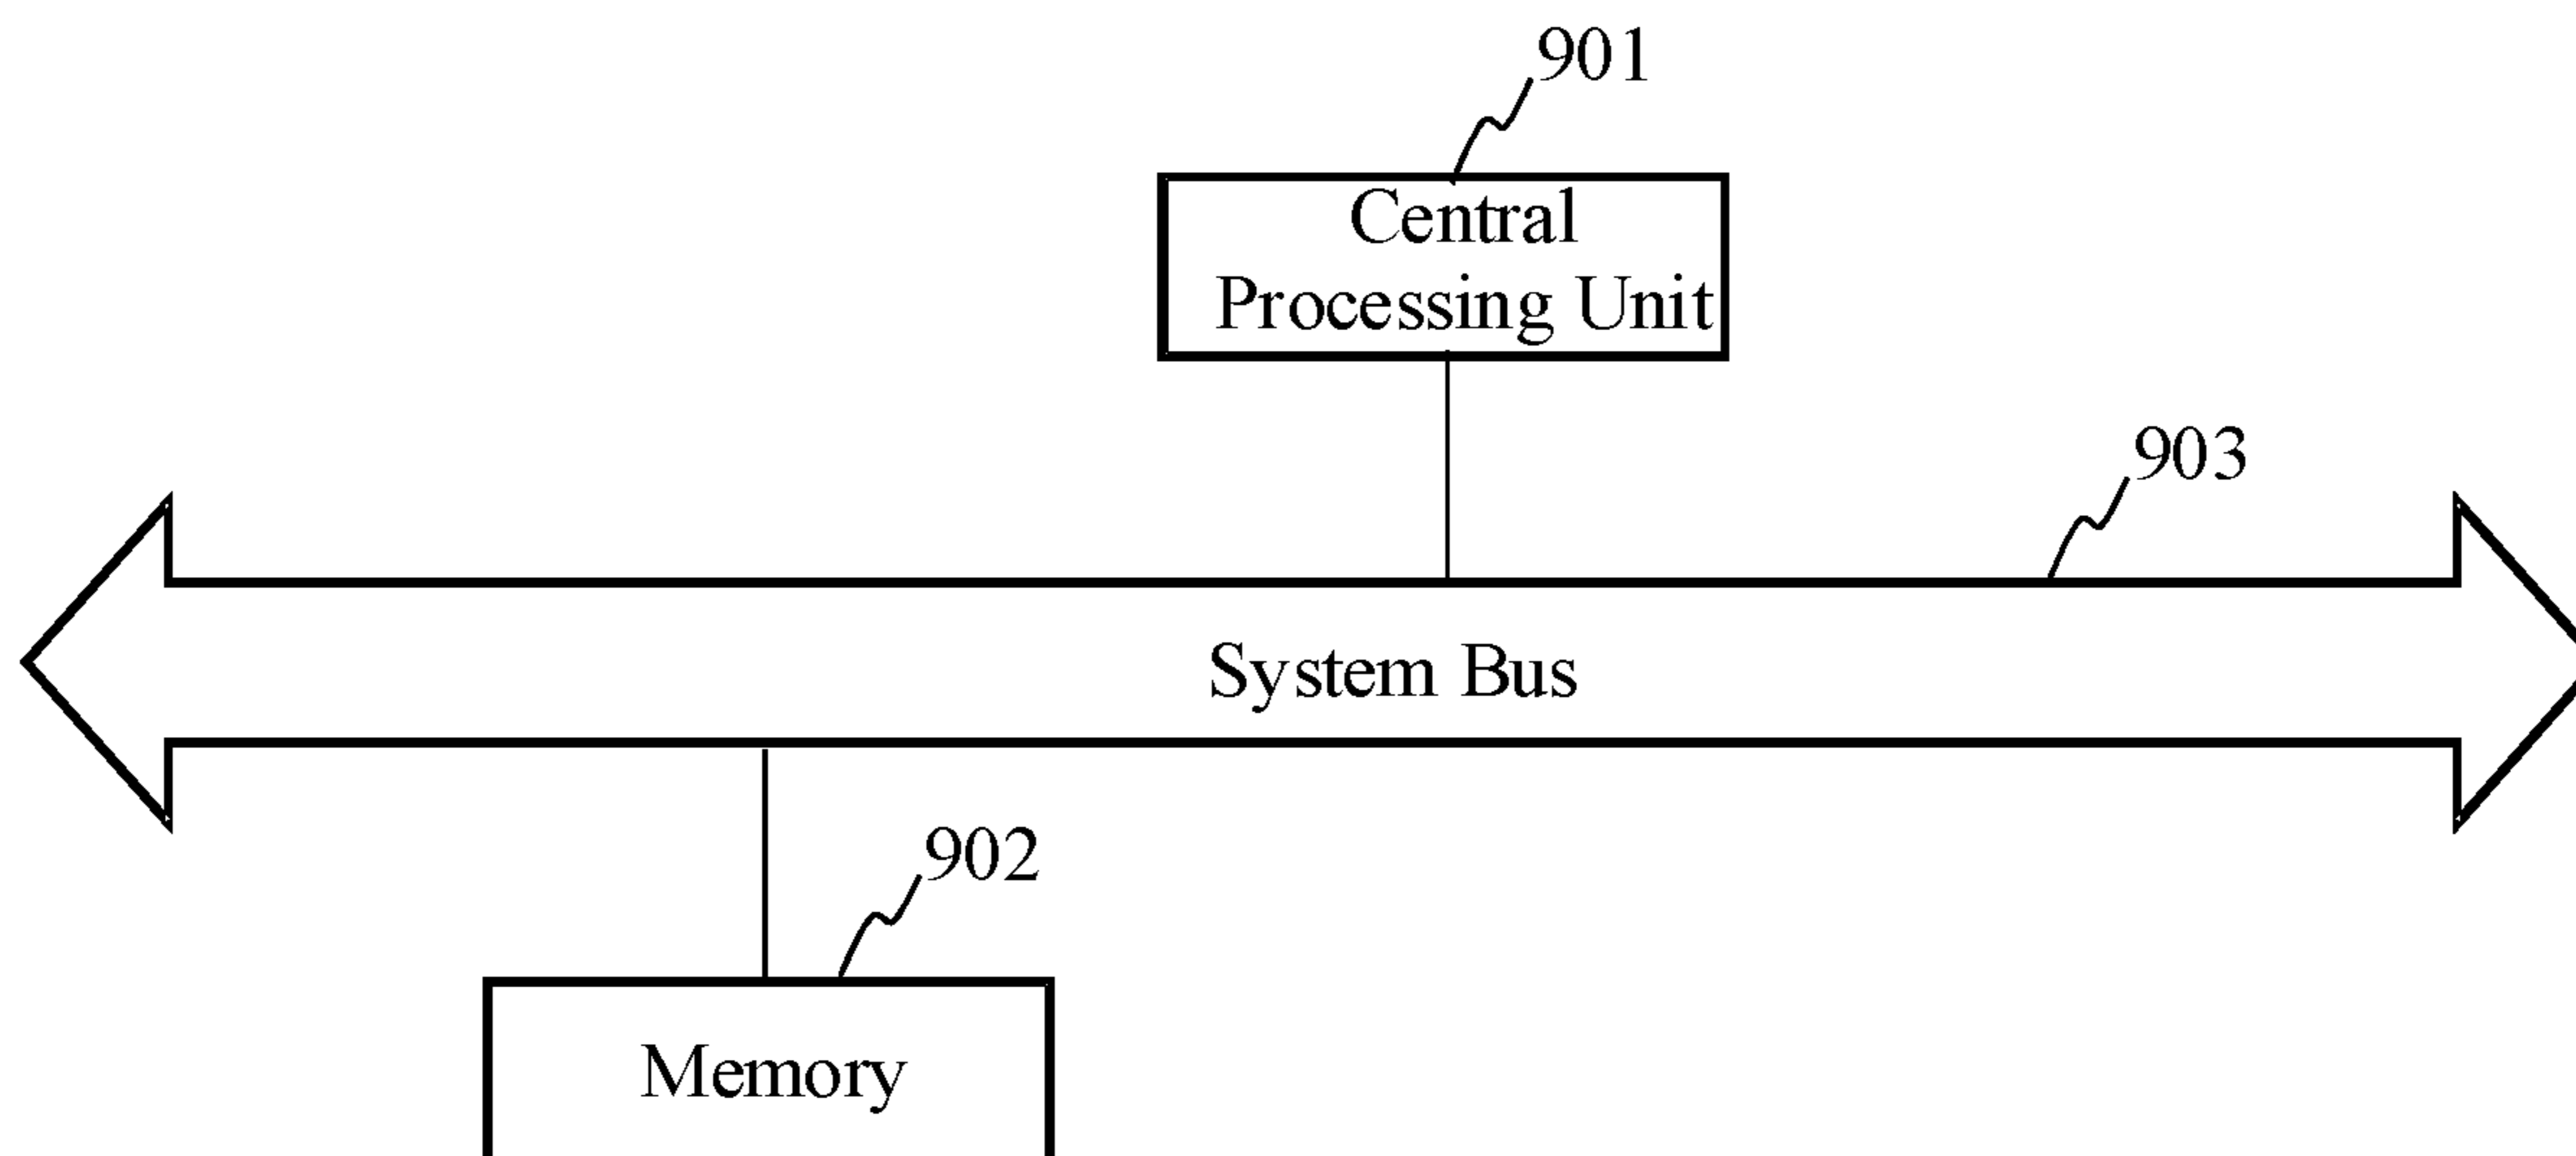 901
Central
Processing Unit
903
System Bus
902
Memory